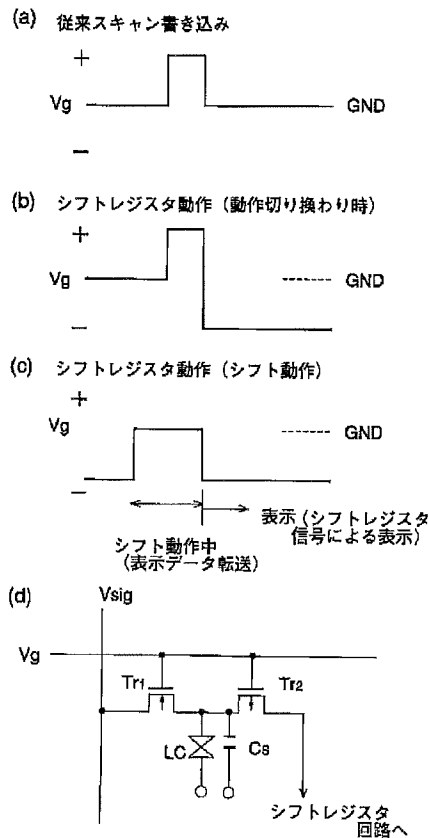 (a) 従来スキャン書き込み
+
Vg GND
−
(b) シフトレジスタ動作（動作切り換わり時）
+
Vg GND
−
(c) シフトレジスタ動作（シフト動作）
+
Vg GND
−
表示（シフトレジスタ
信号による表示）
シフト動作中
（表示データ転送）
(d)
Vsig
Vg
Tr1 Tr2
LC Cs
シフトレジスタ
回路へ